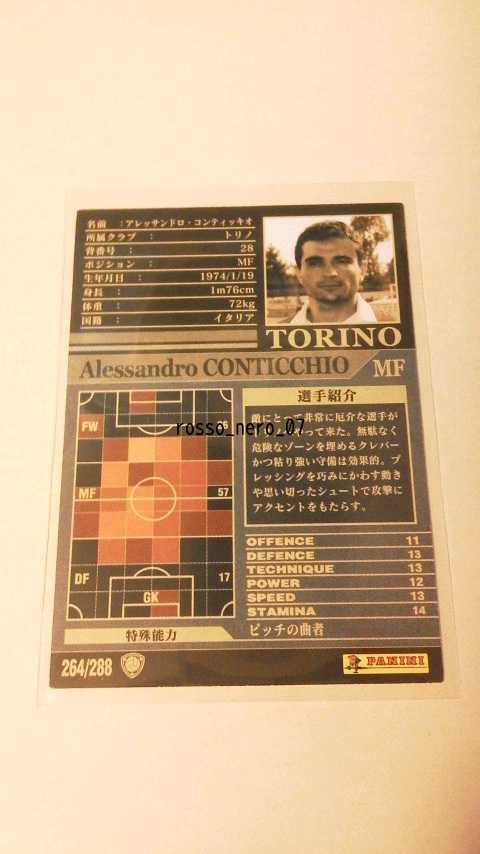 名前 : アレッサンドロ・コンティッキオ
所属クラブ : トリノ
背番号 : 28
ポジション : MF
生年月日 : 1974/1/19
身長 : 1m76cm
体重 : 72kg
国籍 : イタリア
TORINO
Alessandro CONTICCHIO MF
選手紹介
敵にとって非常に厄介な選手が
やって来た。無駄なく
危険なゾーンを埋めるクレバー
かつ粘り強い守備は効果的。プ
レッシングを巧みにかわす動き
や思い切ったシュートで攻撃に
アクセントをもたらす。
rosso_nero_07
FW
MF 57
DF 17
GK
OFFENCE 11
DEFENCE 13
TECHNIQUE 13
POWER 12
SPEED 13
STAMINA 14
特殊能力 ピッチの曲者
264/288
PANINI